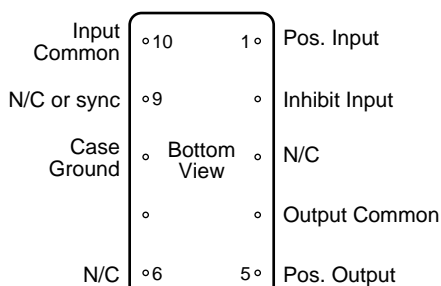 Input
Common
10
1
Pos. Input
N/C or sync
9
Inhibit Input
Case
Ground
Bottom
View
N/C
Output Common
N/C
6
5
Pos. Output